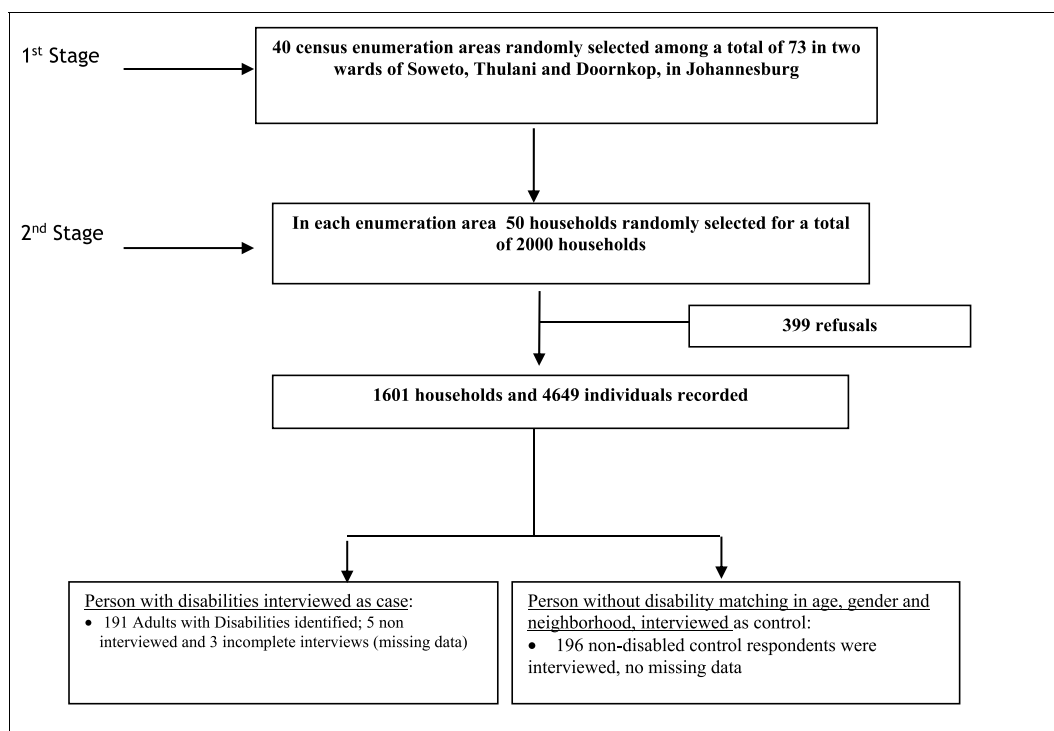 1st Stage
40 census enumeration areas randomly selected among a total of 73 in two
wards of Soweto, Thulani and Doornkop, in Johannesburg
2nd Stage
In each enumeration area 50 households randomly selected for a total
of 2000 households
399 refusals
1601 households and 4649 individuals recorded
Person with disabilities interviewed as case:
• 191 Adults with Disabilities identified; 5 non
interviewed and 3 incomplete interviews (missing data)
Person without disability matching in age, gender and
neighborhood, interviewed as control:
• 196 non-disabled control respondents were
interviewed, no missing data